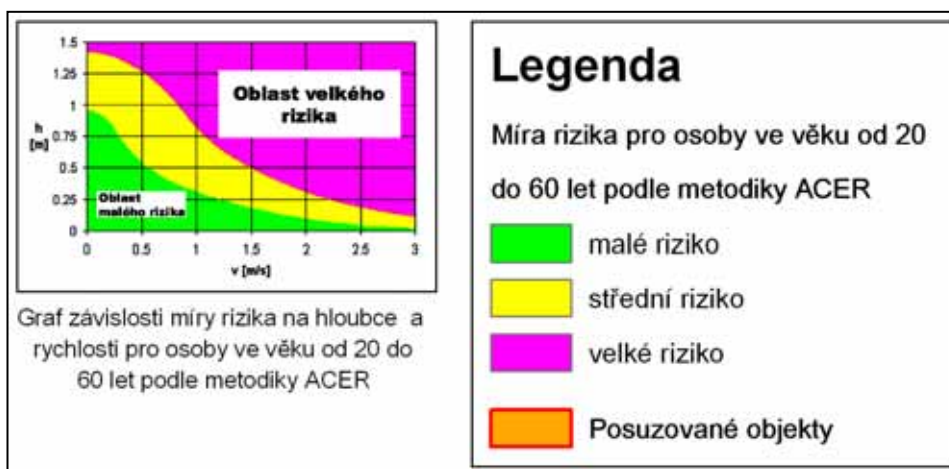 1.5
1.25
1
h
0.75
[m]
0.5
0.25
0
0
0.5
1
1.5
2
2.5
3
v [m/s]
Oblast velkého
rizika
Oblast
malého rizika
Graf závislosti míry rizika na hloubce a
rychlosti pro osoby ve věku od 20 do
60 let podle metodiky ACER
Legenda
Míra rizika pro osoby ve věku od 20
do 60 let podle metodiky ACER
malé riziko
střední riziko
velké riziko
Posuzované objekty